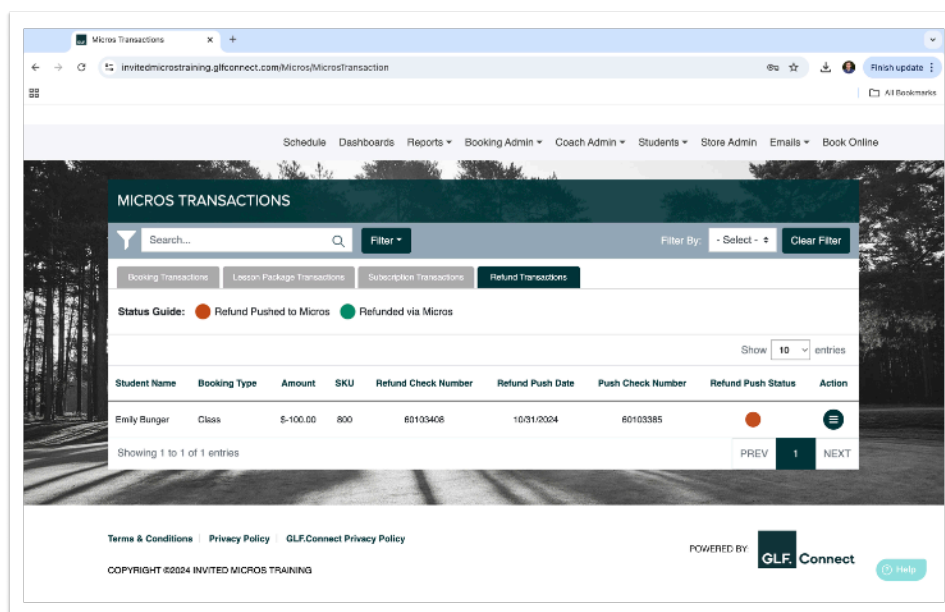 Micros Transactions
invitedmicrostraining.glfconnect.com/Micros/MicrosTransaction
Finish update
All Bookmarks
Schedule Dashboards Reports Booking Admin Coach Admin Students Store Admin Emails Book Online
MICROS TRANSACTIONS
Search... Filter Filter By: - Select - Clear Filter
Booking Transactions Lesson Package Transactions Subscription Transactions Refund Transactions
Status Guide: Refund Pushed to Micros Refunded via Micros
Show 10 entries
Student Name Booking Type Amount SKU Refund Check Number Refund Push Date Push Check Number Refund Push Status Action
Emily Bunger Class $-100.00 800 60103408 10/31/2024 60103385
Showing 1 to 1 of 1 entries PREV 1 NEXT
Terms & Conditions Privacy Policy GLF.Connect Privacy Policy
POWERED BY: GLF. Connect
COPYRIGHT ©2024 INVITED MICROS TRAINING
Help